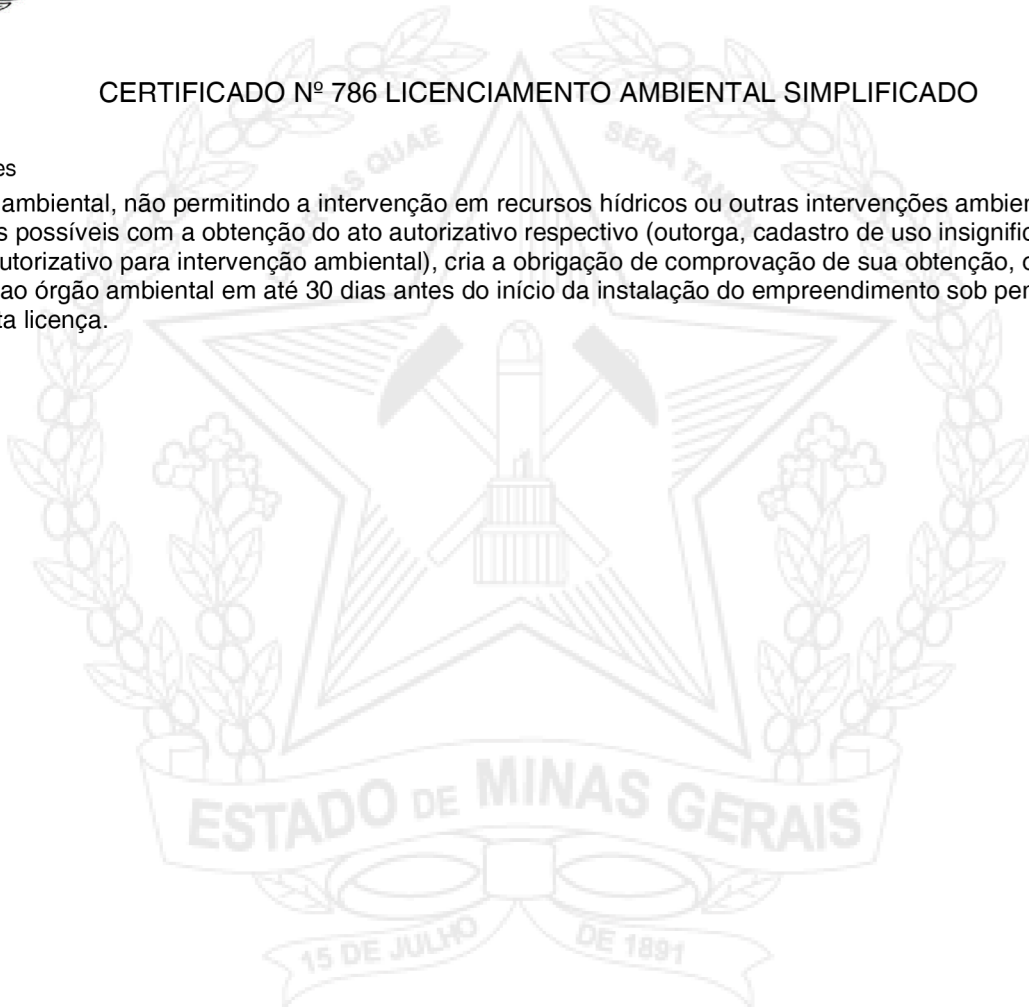 CERTIFICADO Nº 786 LICENCIAMENTO AMBIENTAL SIMPLIFICADO
es
ambiental, não permitindo a intervenção em recursos hídricos ou outras intervenções ambien
s possíveis com a obtenção do ato autorizativo respectivo (outorga, cadastro de uso insignific
utorizativo para intervenção ambiental), cria a obrigação de comprovação de sua obtenção,
ao órgão ambiental em até 30 dias antes do início da instalação do empreendimento sob pen
ta licença.
QUAE SERA
ESTADO DE MINAS GERAIS
15 DE JULHO DE 1891